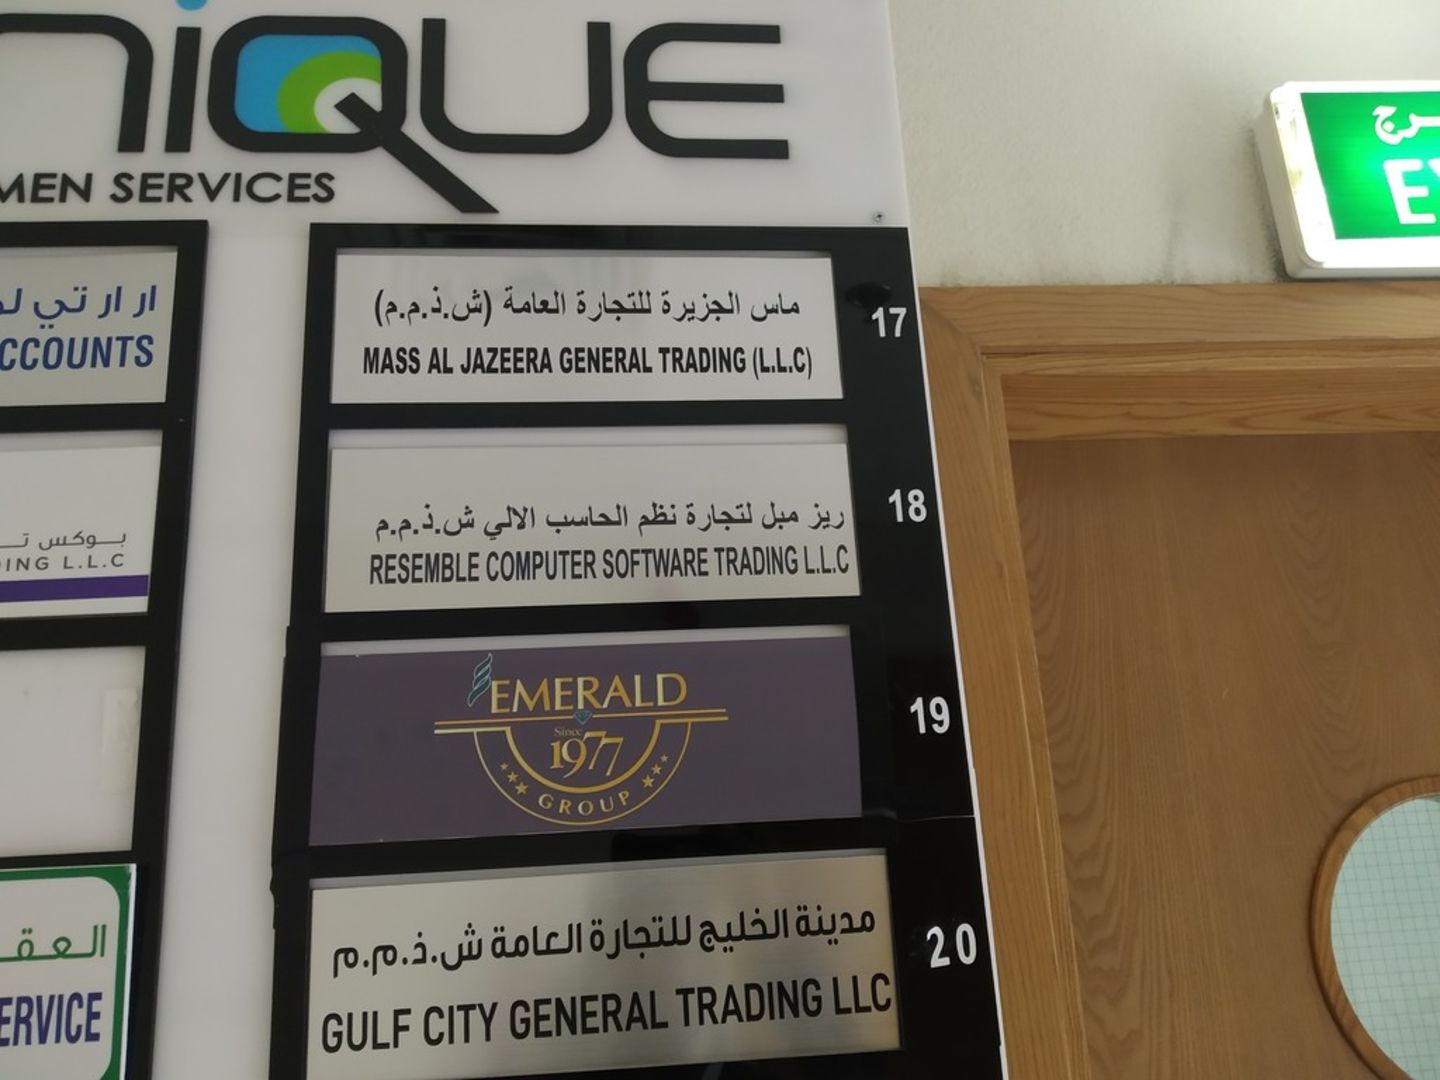 NIQUE
MEN SERVICES
ار ار تي
CCOUNTS
بوكس
DING L.L.C
ERVICE
ماس الجزيرة للتجارة العامة (ش.ذ.م.م)
MASS AL JAZEERA GENERAL TRADING (L.L.C)
17
ريز مبل لتجارة نظم الحاسب الالي ش.ذ.م.م
RESEMBLE COMPUTER SOFTWARE TRADING L.L.C
18
EMERALD
Since
1977
GROUP
19
مدينة الخليج للتجارة العامة ش.ذ.م.م
GULF CITY GENERAL TRADING LLC
20